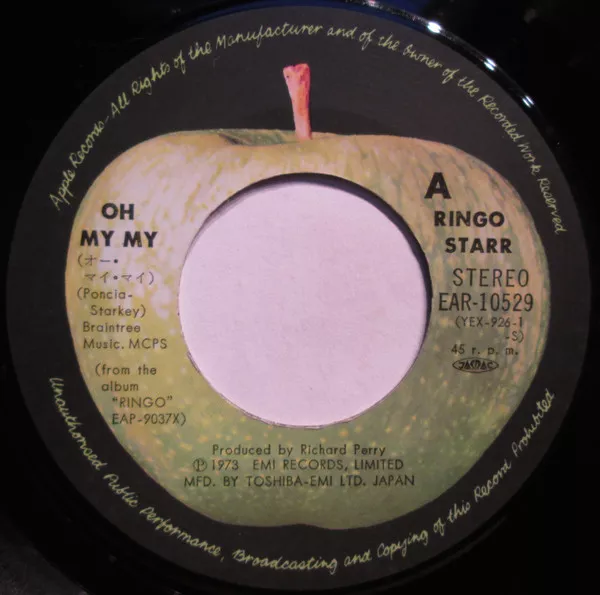 Apple Records-All Rights of the Manufacturer and of the Owner of the Recorded Work Reserved
OH
MY MY
(オー・
マイ・マイ)
(Poncia-
Starkey)
Braintree
Music. MCPS
(from the
album
"RINGO"
EAP-9037X)
A
RINGO
STARR
STEREO
EAR-10529
(YEX-926-1
-S)
45 r. p. m.
JASRAC
Produced by Richard Perry
Ⓟ1973 EMI RECORDS, LIMITED
MFD. BY TOSHIBA-EMI LTD. JAPAN
Unauthorised Public Performance, Broadcasting and Copying of this Record Prohibited